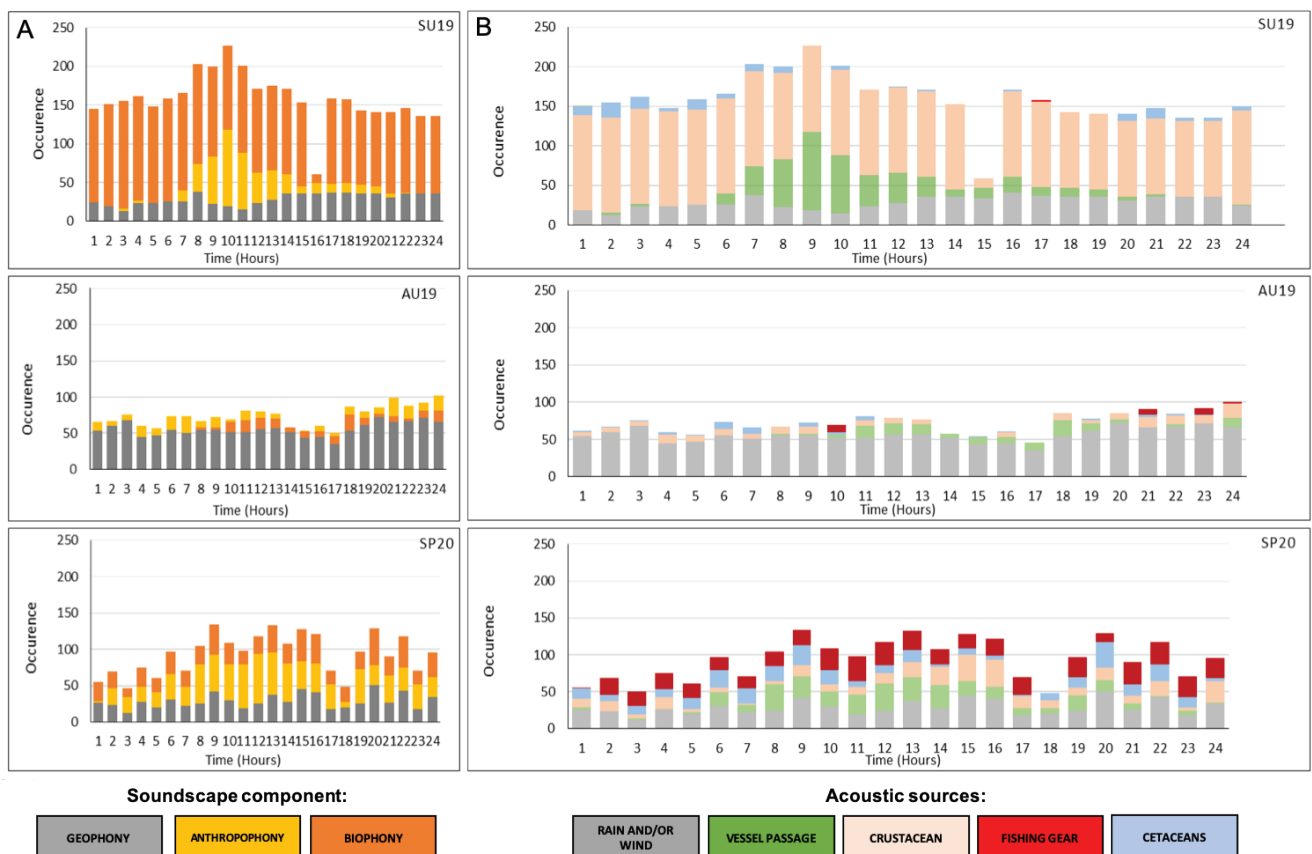 A
SU19
250
200
150
100
50
0
Occurence
1 2 3 4 5 6 7 8 9 10 11 12 13 14 15 16 17 18 19 20 21 22 23 24
Time (Hours)
B
SU19
250
200
150
100
50
0
Occurence
1 2 3 4 5 6 7 8 9 10 11 12 13 14 15 16 17 18 19 20 21 22 23 24
Time (Hours)
AU19
250
200
150
100
50
0
Occurence
1 2 3 4 5 6 7 8 9 10 11 12 13 14 15 16 17 18 19 20 21 22 23 24
Time (Hours)
AU19
250
200
150
100
50
0
Occurence
1 2 3 4 5 6 7 8 9 10 11 12 13 14 15 16 17 18 19 20 21 22 23 24
Time (Hours)
SP20
250
200
150
100
50
0
Occurence
1 2 3 4 5 6 7 8 9 10 11 12 13 14 15 16 17 18 19 20 21 22 23 24
Time (Hours)
SP20
250
200
150
100
50
0
Occurence
1 2 3 4 5 6 7 8 9 10 11 12 13 14 15 16 17 18 19 20 21 22 23 24
Time (Hours)
Soundscape component:
GEOPHONY
ANTHROPOPHONY
BIOPHONY
Acoustic sources:
RAIN AND/OR
WIND
VESSEL PASSAGE
CRUSTACEAN
FISHING GEAR
CETACEANS